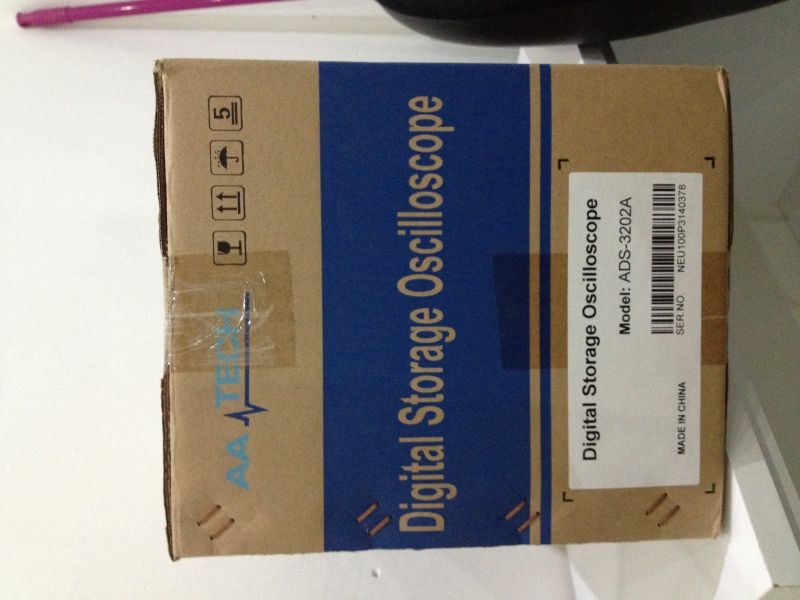 AA TECH
5
Digital Storage Oscilloscope
Digital Storage Oscilloscope
Model: ADS-3202A
SER.NO. NEU100P3140378
MADE IN CHINA